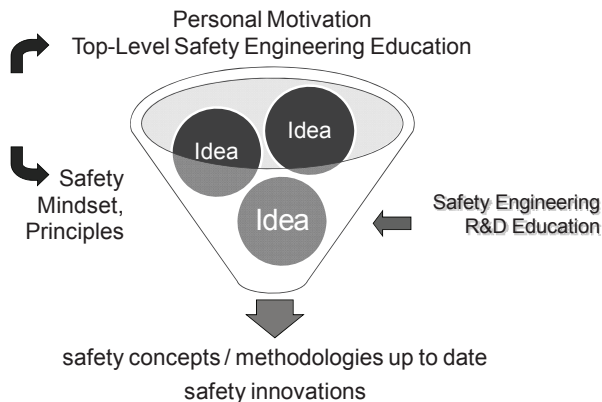 Personal Motivation
Top-Level Safety Engineering Education
Idea
Idea
Safety
Mindset,
Principles
Idea
Safety Engineering
R&D Education
safety concepts / methodologies up to date
safety innovations